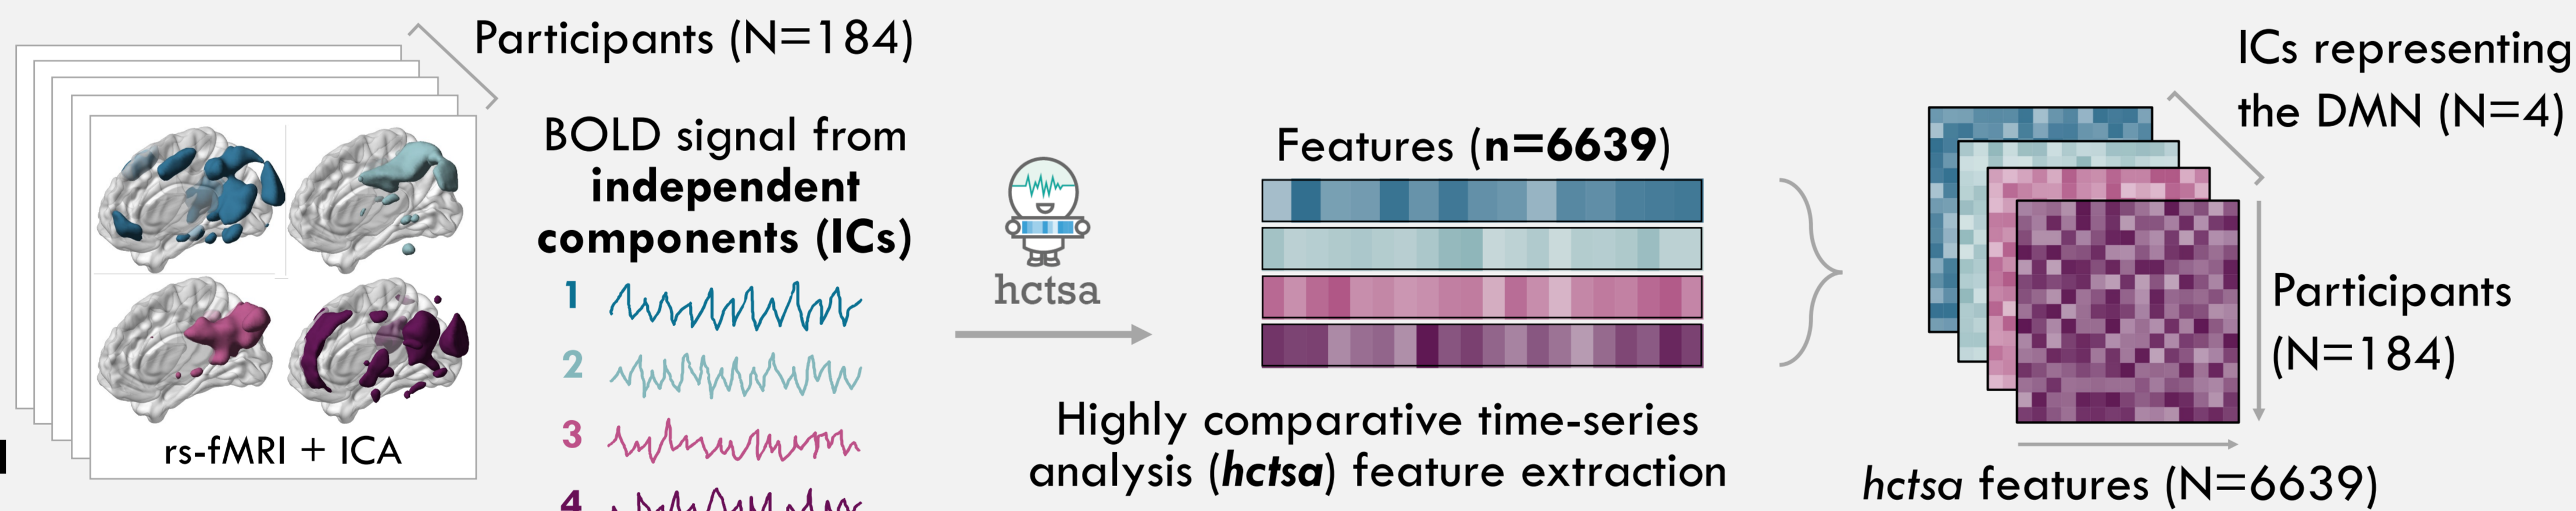 Participants (N=184)
rs-fMRI + ICA
BOLD signal from
independent
components (ICs)
1
2
3
4
hctsa
Features (n=6639)
Highly comparative time-series
analysis (hctsa) feature extraction
ICs representing
the DMN (N=4)
Participants
(N=184)
hctsa features (N=6639)